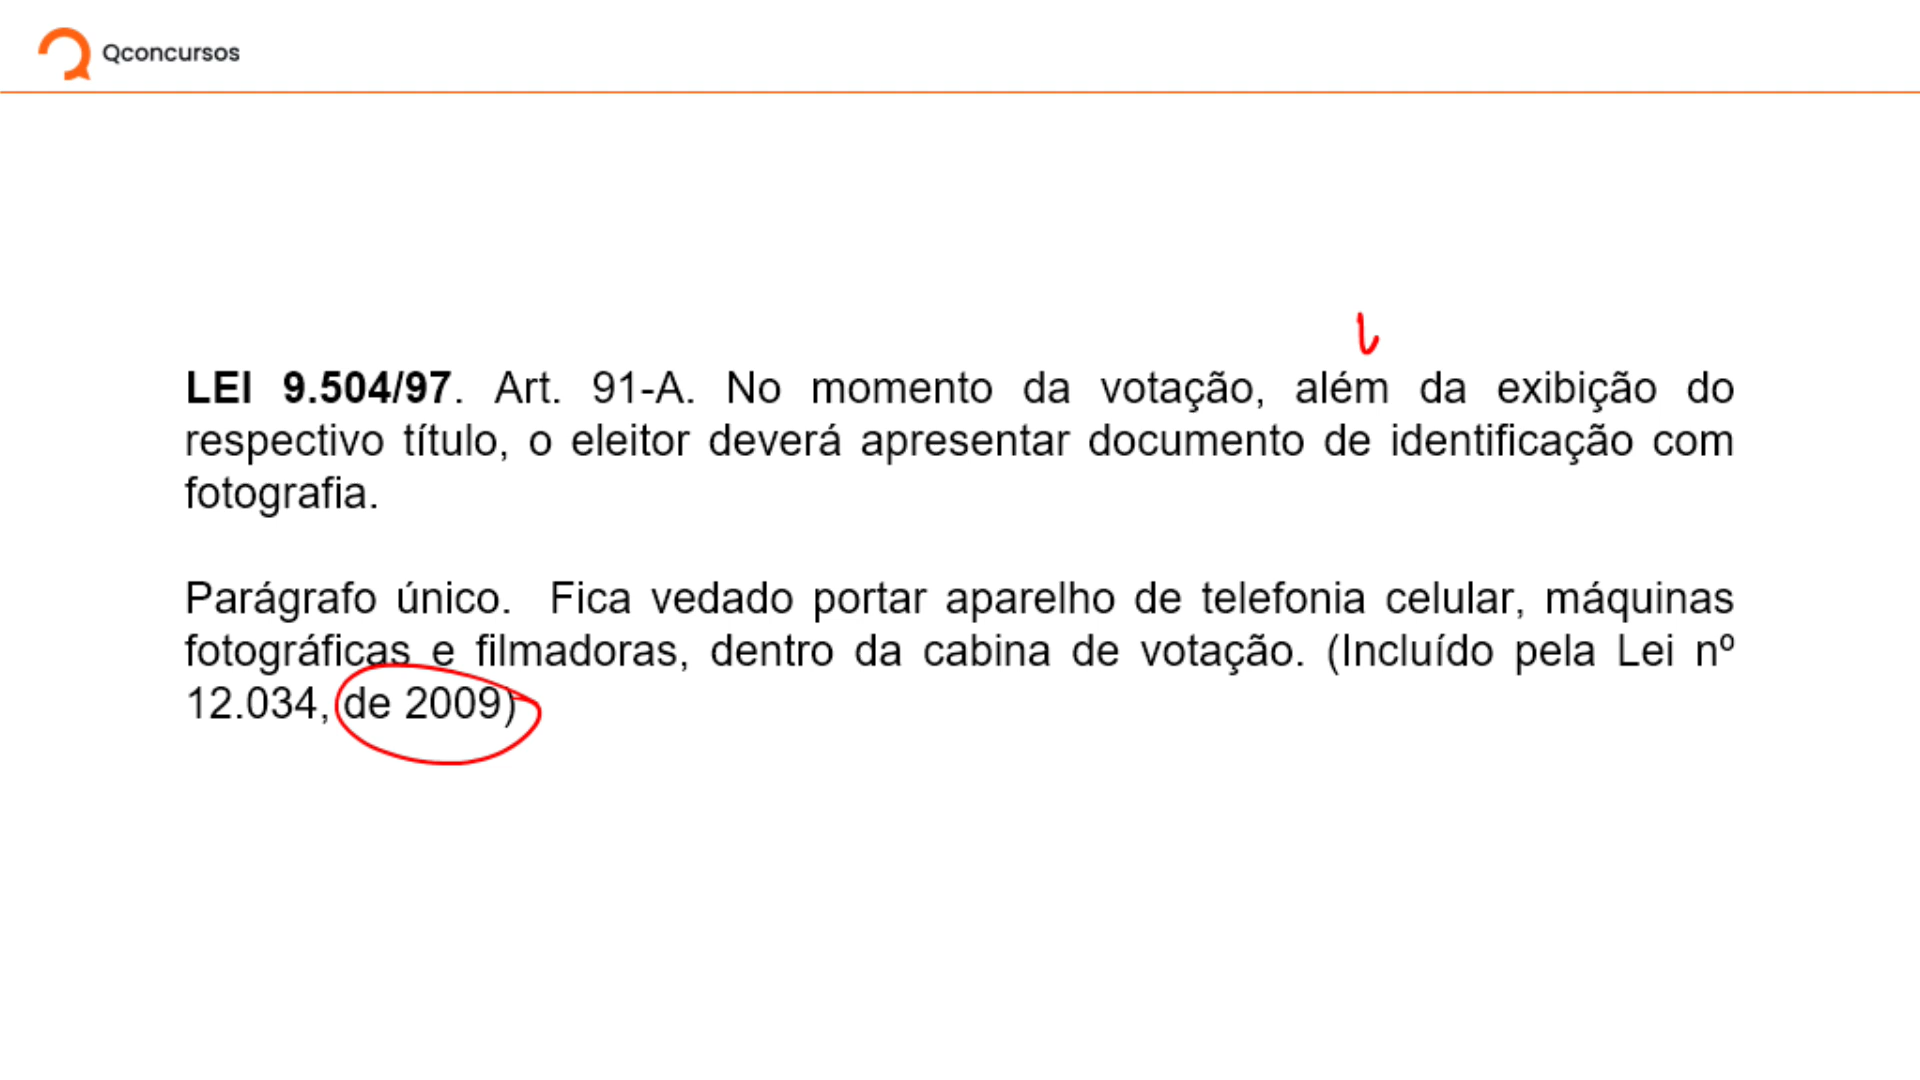 Qconcursos
LEI 9.504/97. Art. 91-A. No momento da votação, além da exibição do
respectivo título, o eleitor deverá apresentar documento de identificação com
fotografia.
Parágrafo único. Fica vedado portar aparelho de telefonia celular, máquinas
fotográficas e filmadoras, dentro da cabina de votação. (Incluído pela Lei nº
12.034, de 2009)